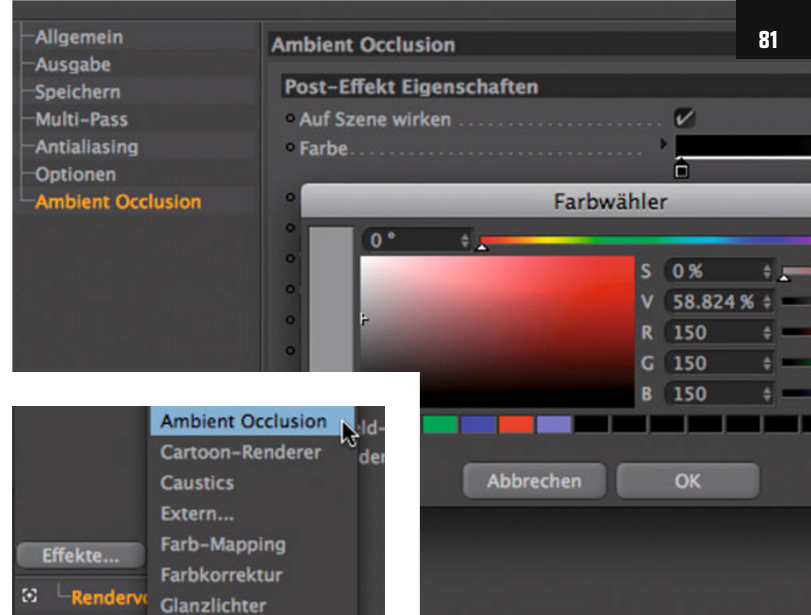 81
Allgemein
Ausgabe
Speichern
Multi-Pass
Antialiasing
Optionen
Ambient Occlusion
Ambient Occlusion
Post-Effekt Eigenschaften
Auf Szene wirken
Farbe
Farbwähler
0°
S 0 %
V 58.824 %
R 150
G 150
B 150
Abbrechen OK
Ambient Occlusion
Cartoon-Renderer
Caustics
Extern...
Farb-Mapping
Farbkorrektur
Glanzlichter
Effekte...